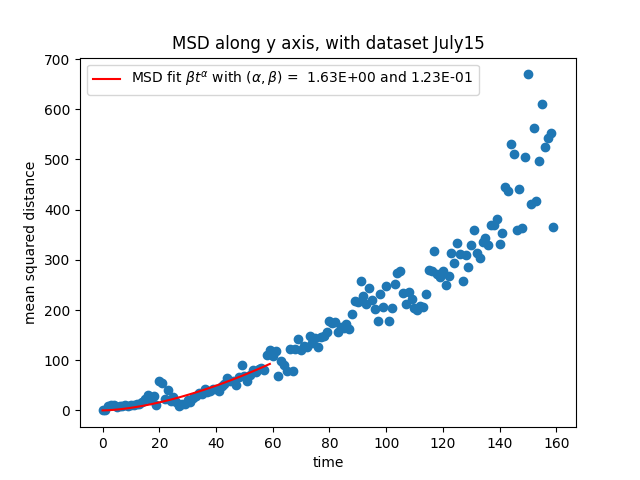 MSD along y axis, with dataset July15
MSD fit βt^α with (α, β) = 1.63E+00 and 1.23E-01
mean squared distance
700
600
500
400
300
200
100
0
0 20 40 60 80 100 120 140 160
time